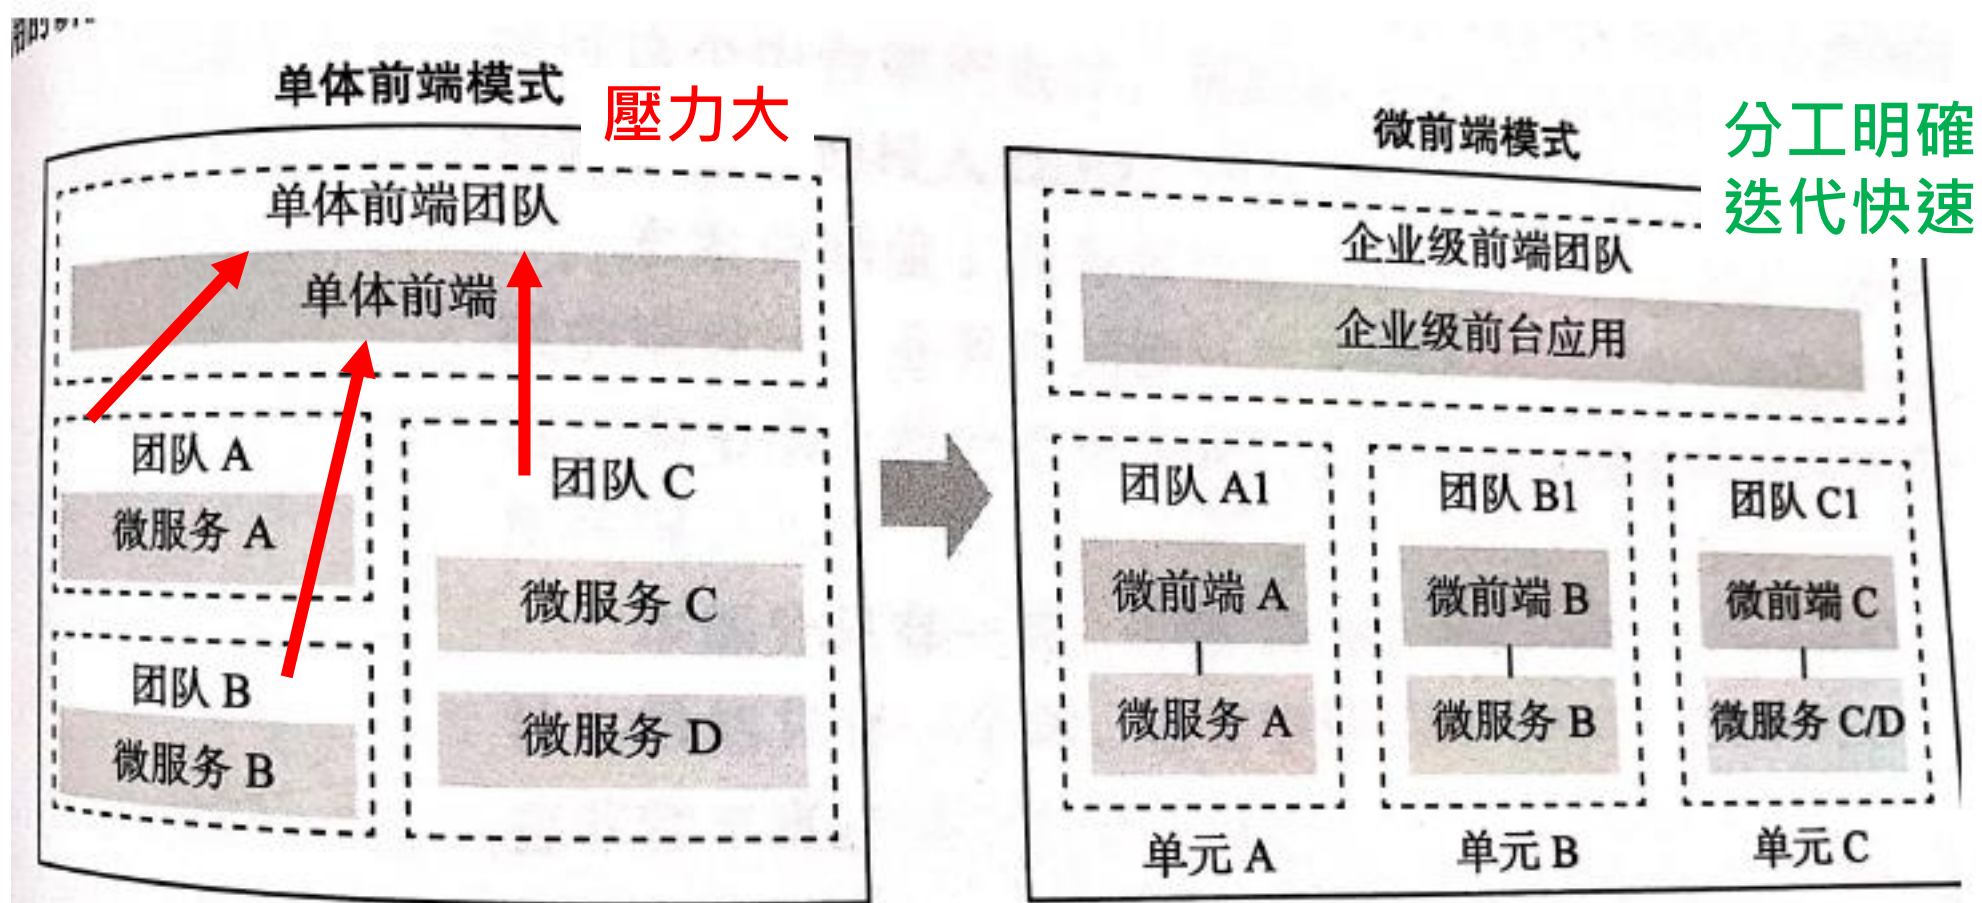 单体前端模式
壓力大
单体前端团队
单体前端
团队 A
微服务 A
团队 B
微服务 B
团队 C
微服务 C
微服务 D
微前端模式
分工明確
迭代快速
企业级前端团队
企业级前台应用
团队 A1
微前端 A
微服务 A
单元 A
团队 B1
微前端 B
微服务 B
单元 B
团队 C1
微前端 C
微服务 C/D
单元 C